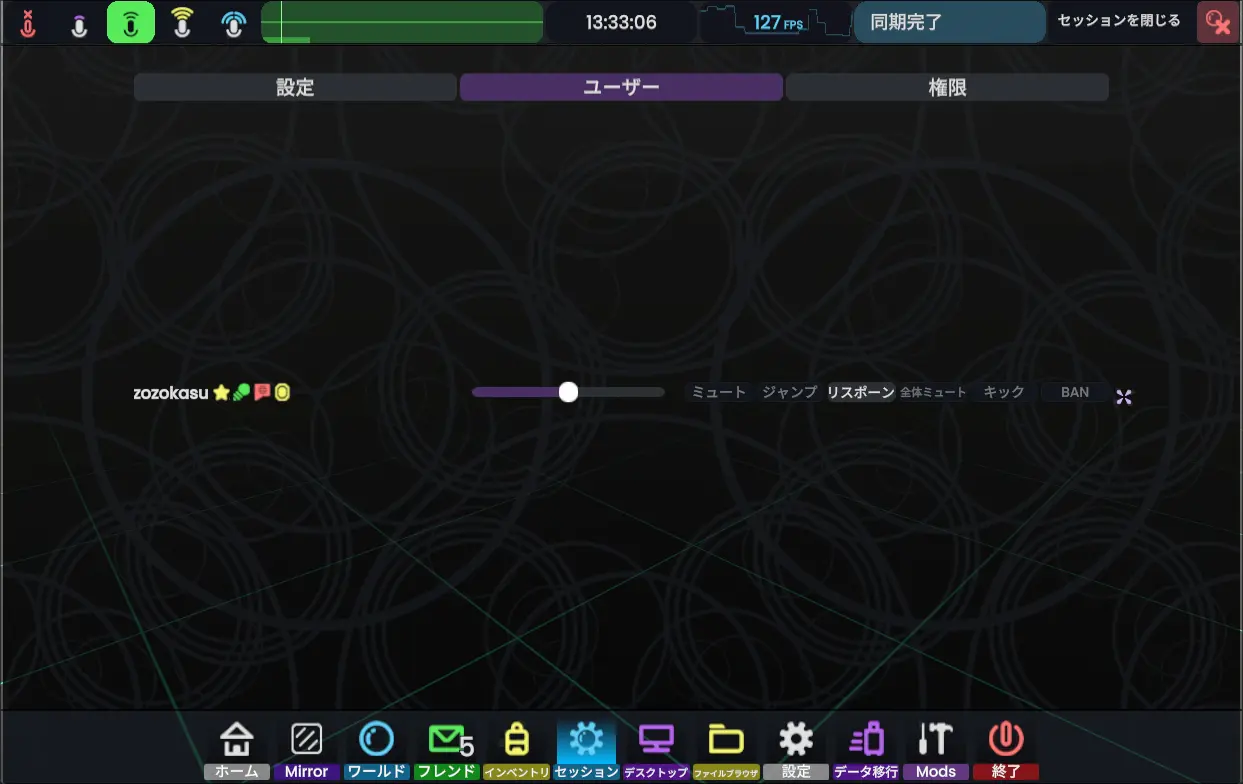 13:33:06
127 FPS
同期完了
セッションを閉じる
設定
ユーザー
権限
zozokasu
ミュート
ジャンプ
リスポーン
全体ミュート
キック
BAN
5
ホーム
Mirror
ワールド
フレンド
インベントリ
セッション
デスクトップ
ファイルブラウザ
設定
データ移行
Mods
終了